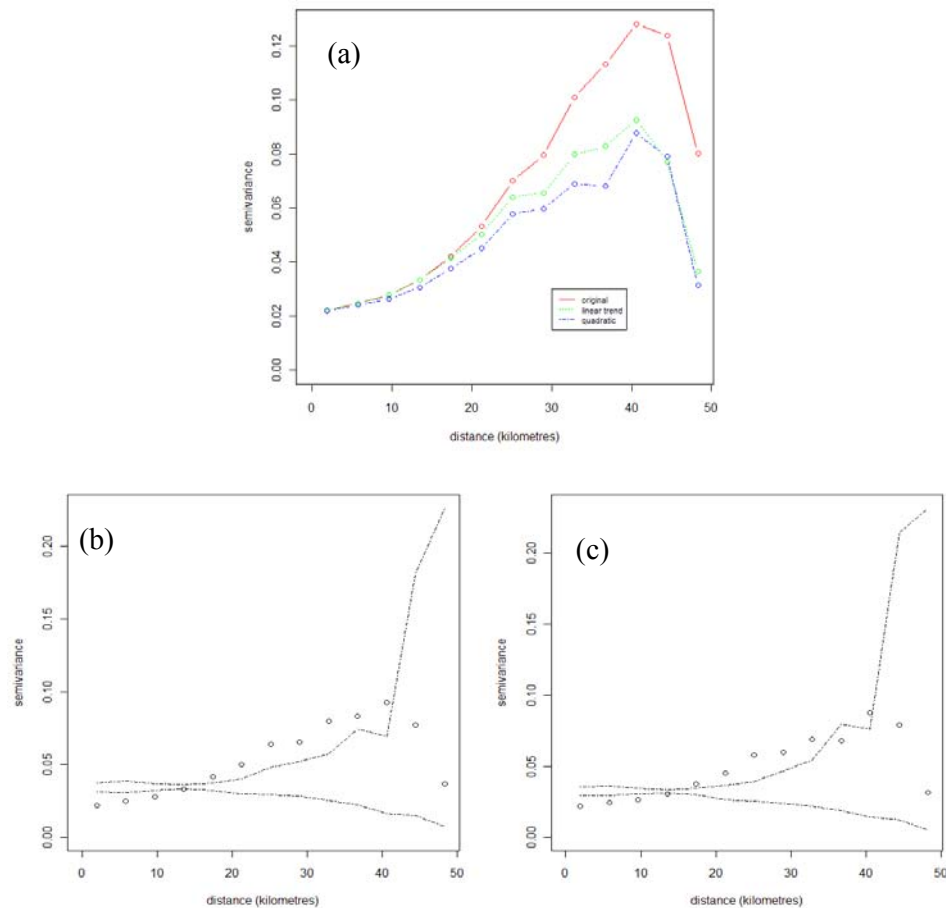 (a)
semivariance
0.00 0.02 0.04 0.06 0.08 0.10 0.12
original
linear trend
quadratic
0 10 20 30 40 50
distance (kilometres)
(b)
semivariance
0.00 0.05 0.10 0.15 0.20
0 10 20 30 40 50
distance (kilometres)
(c)
semivariance
0.00 0.05 0.10 0.15 0.20
0 10 20 30 40 50
distance (kilometres)